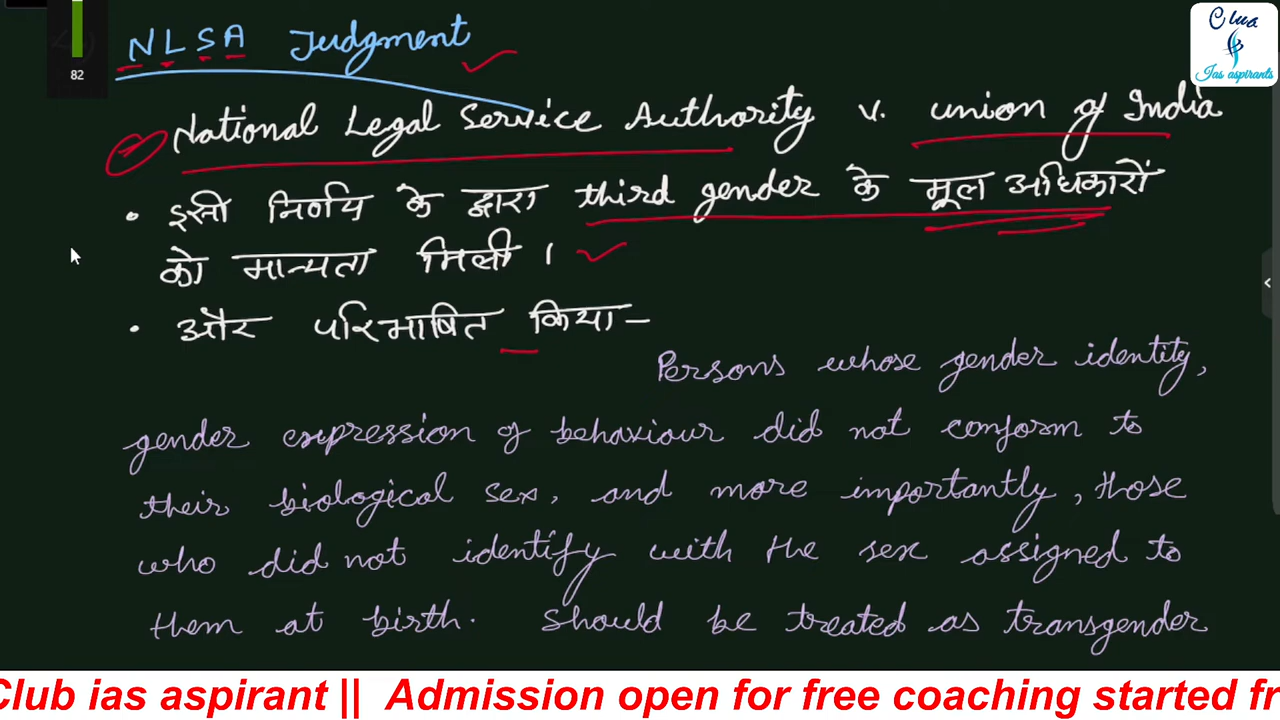 NLSA Judgment
82
Club
Ias aspirants
National Legal Service Authority v. union of India
• इसी निर्णय के द्वारा third gender के मूल अधिकारों
को मान्यता मिली ।
• और परिभाषित किया –
Persons whose gender identity,
gender expression of behaviour did not conform to
their biological sex, and more importantly, those
who did not identify with the sex assigned to
them at birth. should be treated as transgender
Club ias aspirant || Admission open for free coaching started fr